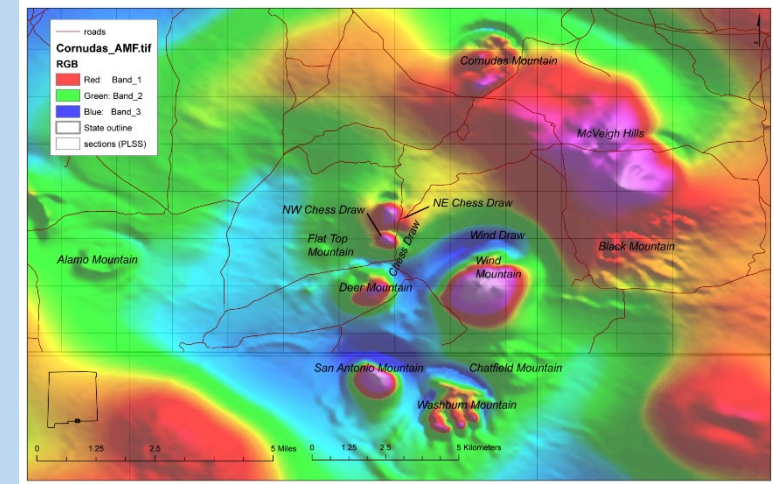 roads
Cornudas_AMF.tif
RGB
Red: Band_1
Green: Band_2
Blue: Band_3
State outline
sections (PLSS)
Cornudas Mountain
McVeigh Hills
NW Chess Draw
NE Chess Draw
Chess Draw
Flat Top
Mountain
Wind Draw
Black Mountain
Alamo Mountain
Wind
Mountain
Deer Mountain
San Antonio Mountain
Chatfield Mountain
Washburn Mountain
0 1.25 2.5 5 Miles
0 1.25 2.5 5 Kilometers